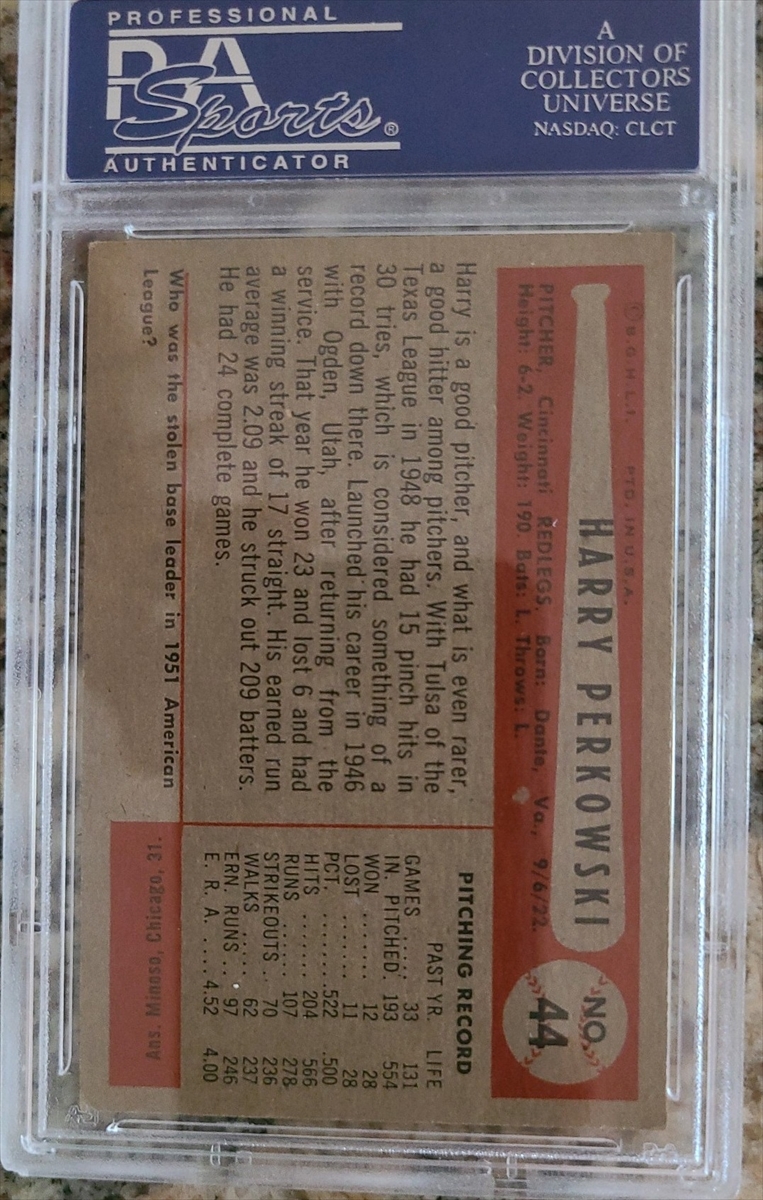 PROFESSIONAL
PSA
Sports®
AUTHENTICATOR
A
DIVISION OF
COLLECTORS
UNIVERSE
NASDAQ: CLCT
© B.G.H.L.I. PTD. IN U.S.A.
HARRY PERKOWSKI
NO.
44
PITCHER, Cincinnati REDLEGS. Born: Dante, Va., 9/6/22.
Height: 6-2. Weight: 190. Bats: L. Throws: L.
Harry is a good pitcher, and what is even rarer,
a good hitter among pitchers. With Tulsa of the
Texas League in 1948 he had 15 pinch hits in
30 tries, which is considered something of a
record down there. Launched his career in 1946
with Ogden, Utah, after returning from the
service. That year he won 23 and lost 6 and had
a winning streak of 17 straight. His earned run
average was 2.09 and he struck out 209 batters.
He had 24 complete games.
PITCHING RECORD
PAST YR. LIFE
GAMES ..... 33 131
IN. PITCHED. 193 554
WON ....... 12 28
LOST ...... 11 28
PCT. ....... .522 .500
HITS ....... 204 566
RUNS ...... 107 278
STRIKEOUTS .. 70 236
WALKS ..... 62 237
ERN. RUNS .. 97 246
E. R. A. .... 4.52 4.00
Who was the stolen base leader in 1951 American
League?
Ans. Minoso, Chicago, 31.